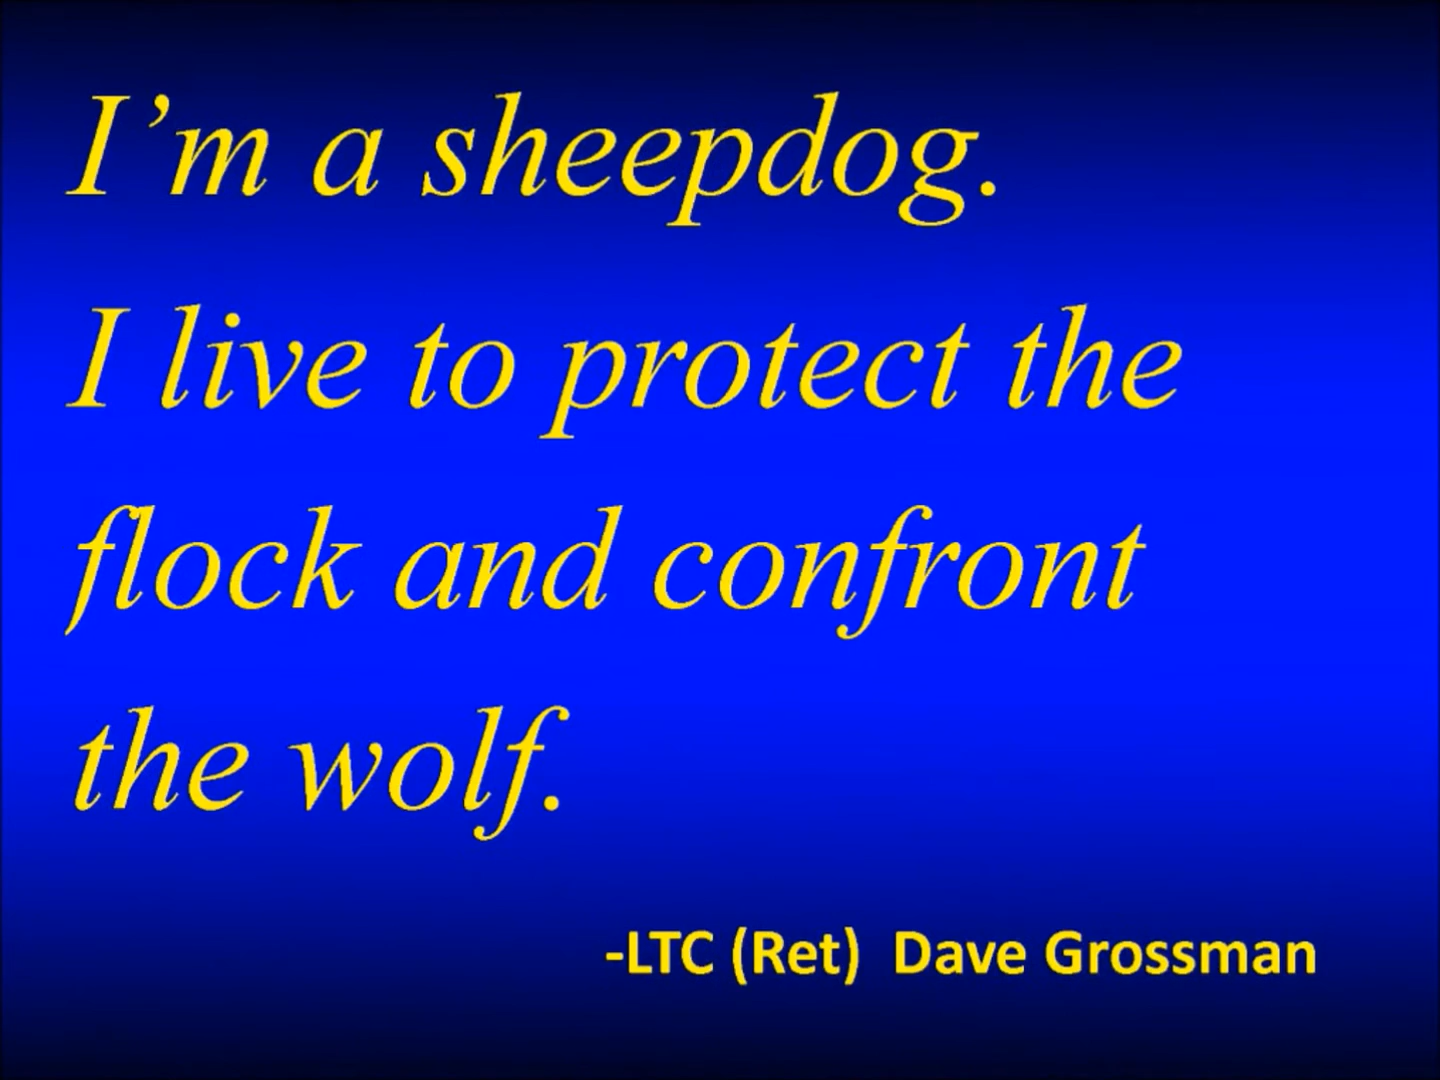 I’m a sheepdog.
I live to protect the
flock and confront
the wolf.
-LTC (Ret)  Dave Grossman